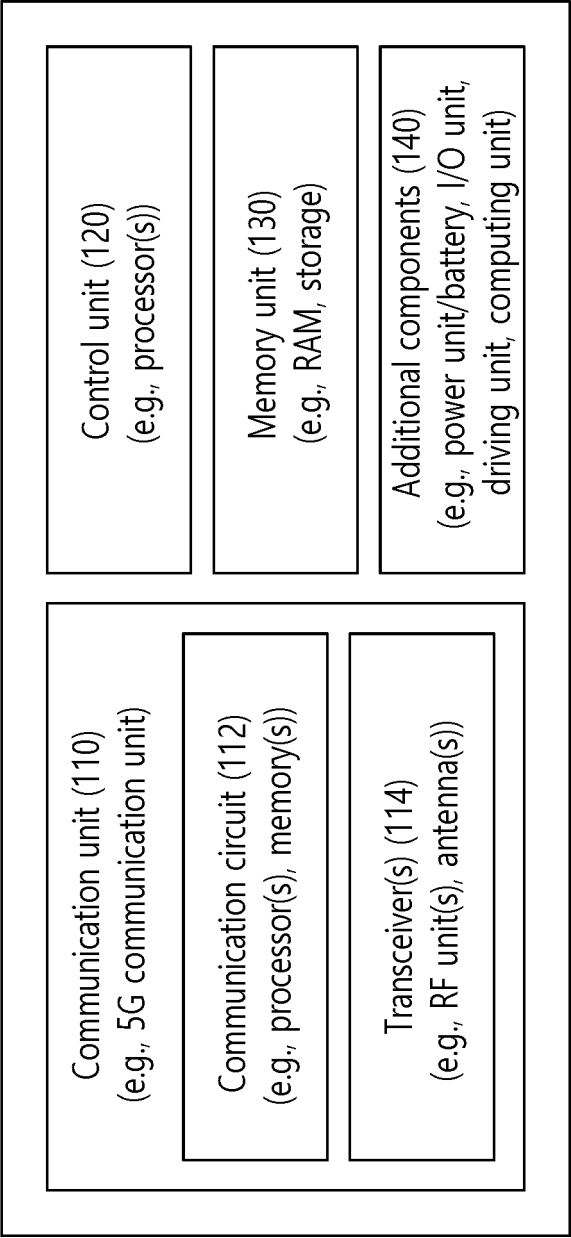 Communication unit (110)
(e.g., 5G communication unit)
Communication circuit (112)
(e.g., processor(s), memory(s))
Transceiver(s) (114)
(e.g., RF unit(s), antenna(s))
Control unit (120)
(e.g., processor(s))
Memory unit (130)
(e.g., RAM, storage)
Additional components (140)
(e.g., power unit/battery, I/O unit,
driving unit, computing unit)